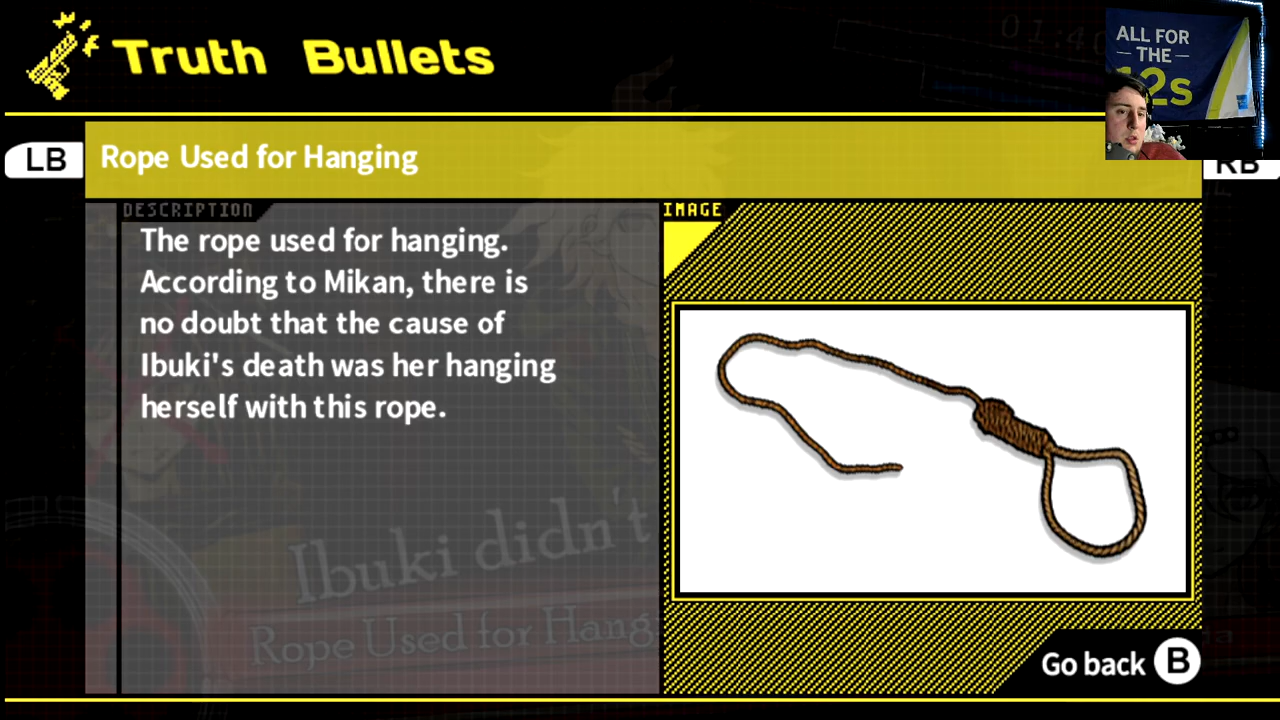 Truth Bullets
ALL FOR
THE
12s
LB
Rope Used for Hanging
RB
DESCRIPTION
IMAGE
The rope used for hanging.
According to Mikan, there is
no doubt that the cause of
Ibuki's death was her hanging
herself with this rope.
Ibuki didn't
Rope Used for Hang
Go back B